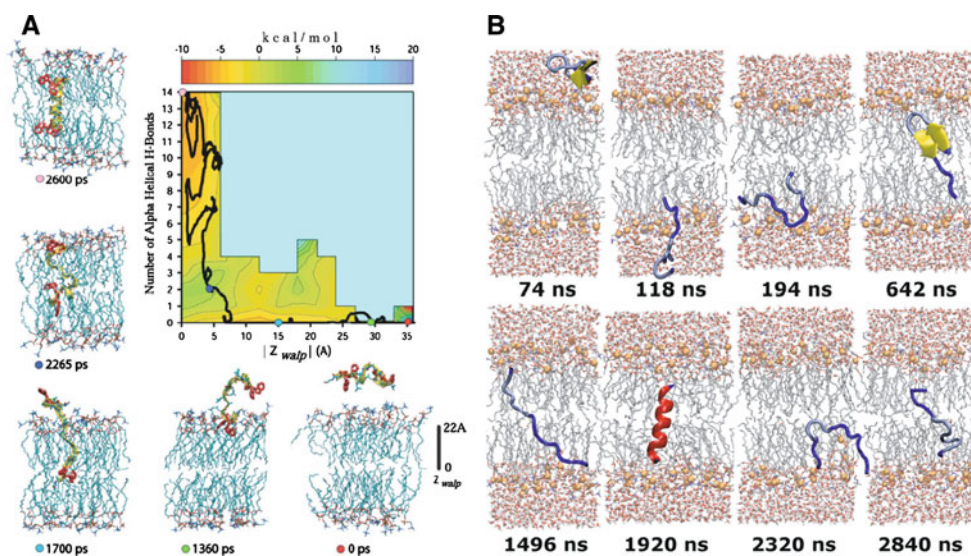 A
B
kcal/mol
-10 -5 0 5 10 15 20
14
13
12
11
10
9
8
7
6
5
4
3
2
1
0
Number of Alpha Helical H-Bonds
0 5 10 15 20 25 30 35
| Z walp | (A)
2600 ps
2265 ps
1700 ps
1360 ps
0 ps
22A
0
Z walp
74 ns
118 ns
194 ns
642 ns
1496 ns
1920 ns
2320 ns
2840 ns